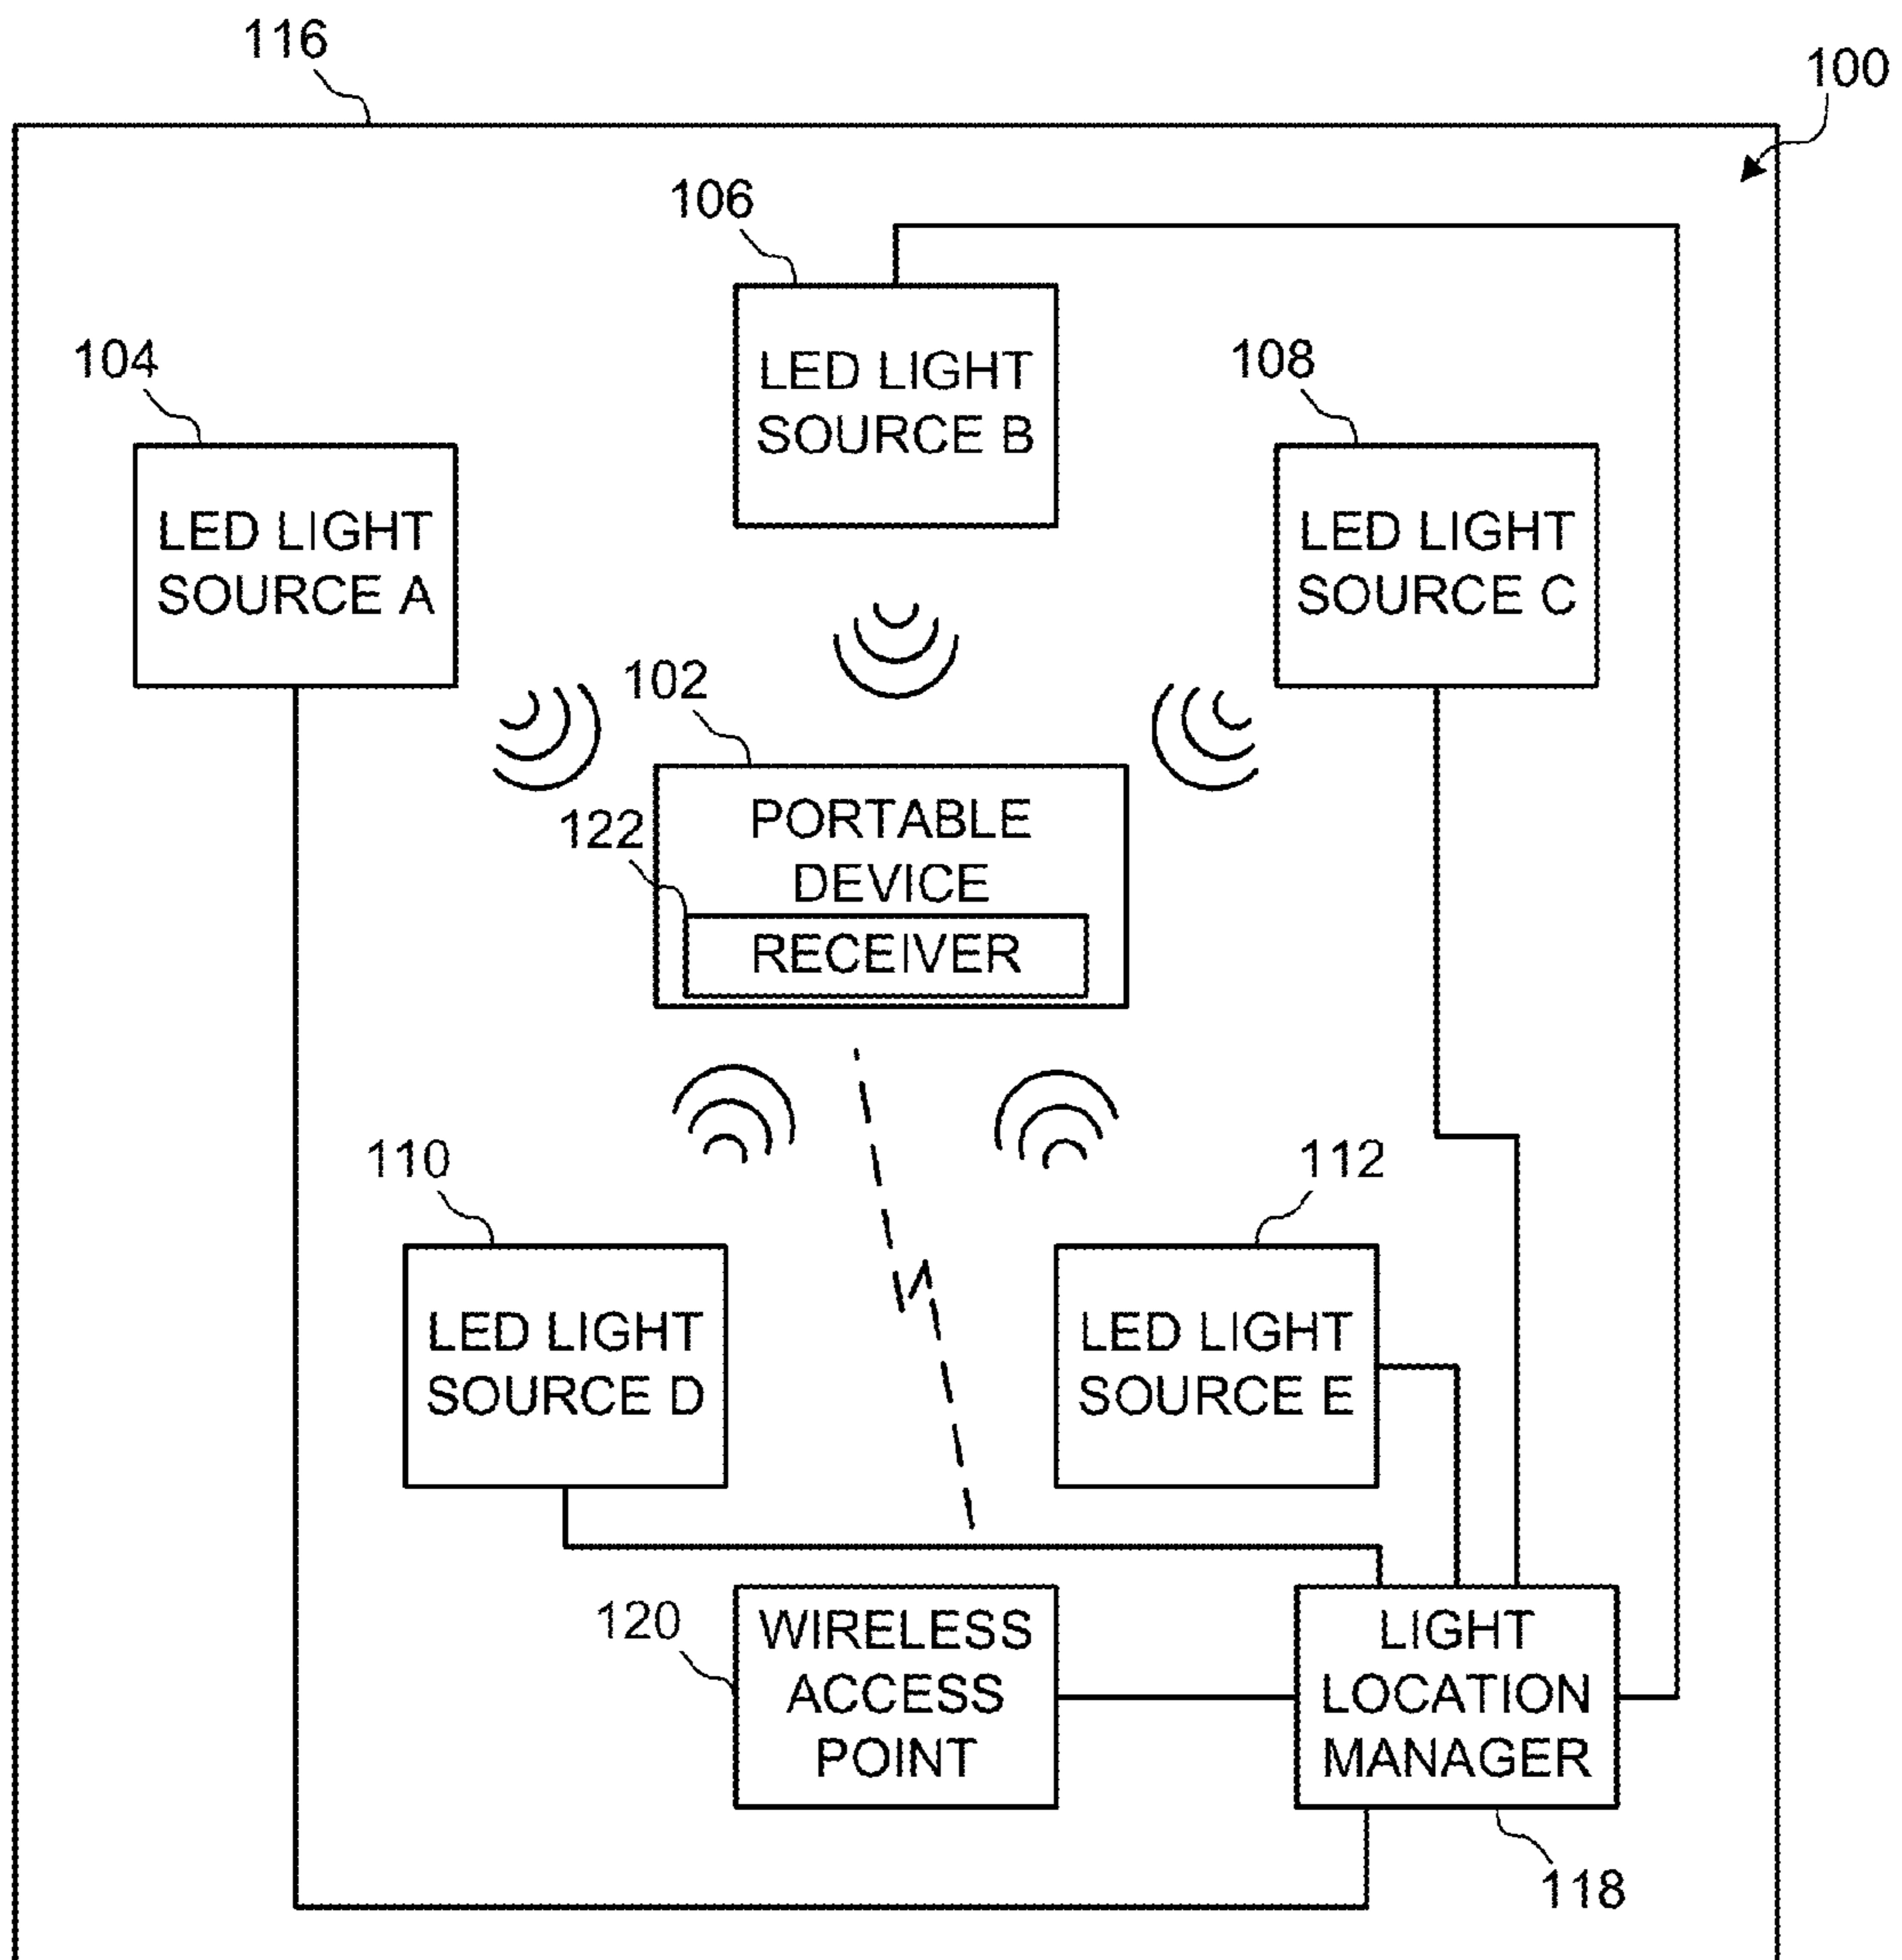 116
100
106
LED LIGHT
SOURCE B
104
LED LIGHT
SOURCE A
108
LED LIGHT
SOURCE C
102
PORTABLE
DEVICE
122
RECEIVER
110
LED LIGHT
SOURCE D
112
LED LIGHT
SOURCE E
120
WIRELESS
ACCESS
POINT
LIGHT
LOCATION
MANAGER
118